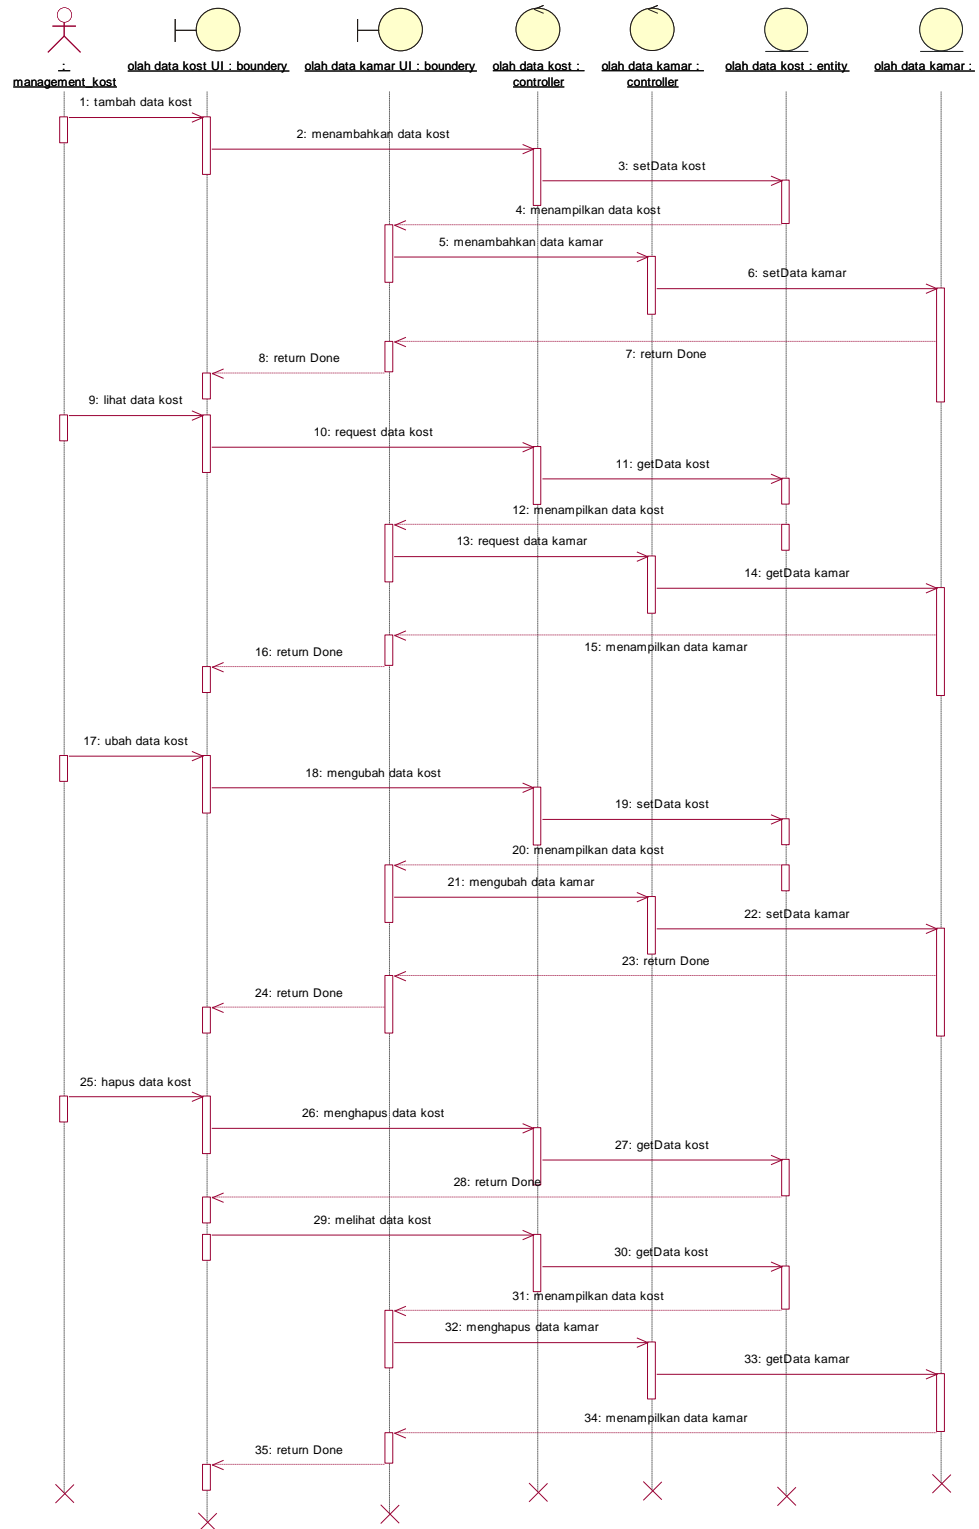 :
management_kost
olah data kost UI : boundery
olah data kamar UI : boundery
olah data kost :
controller
olah data kamar :
controller
olah data kost : entity
olah data kamar :
1: tambah data kost
2: menambahkan data kost
3: setData kost
4: menampilkan data kost
5: menambahkan data kamar
6: setData kamar
7: return Done
8: return Done
9: lihat data kost
10: request data kost
11: getData kost
12: menampilkan data kost
13: request data kamar
14: getData kamar
15: menampilkan data kamar
16: return Done
17: ubah data kost
18: mengubah data kost
19: setData kost
20: menampilkan data kost
21: mengubah data kamar
22: setData kamar
23: return Done
24: return Done
25: hapus data kost
26: menghapus data kost
27: getData kost
28: return Done
29: melihat data kost
30: getData kost
31: menampilkan data kost
32: menghapus data kamar
33: getData kamar
34: menampilkan data kamar
35: return Done